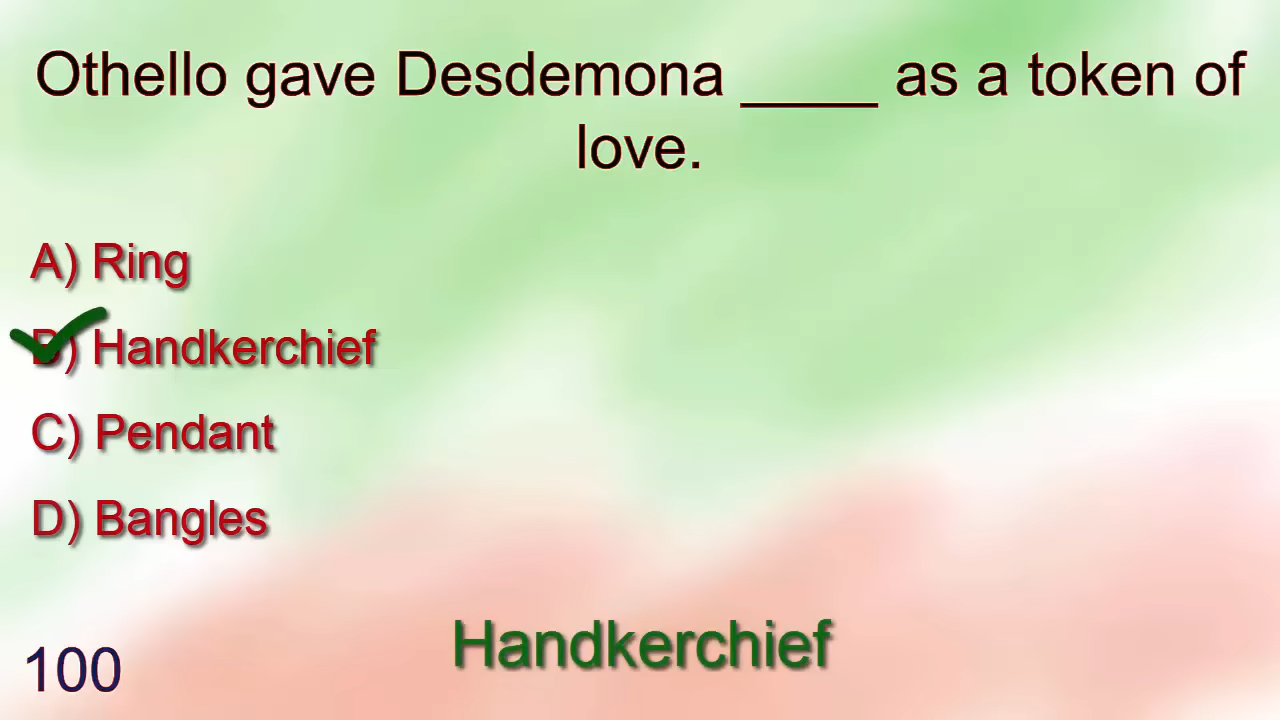 Othello gave Desdemona ____ as a token of
love.
A) Ring
B) Handkerchief
C) Pendant
D) Bangles
Handkerchief
100